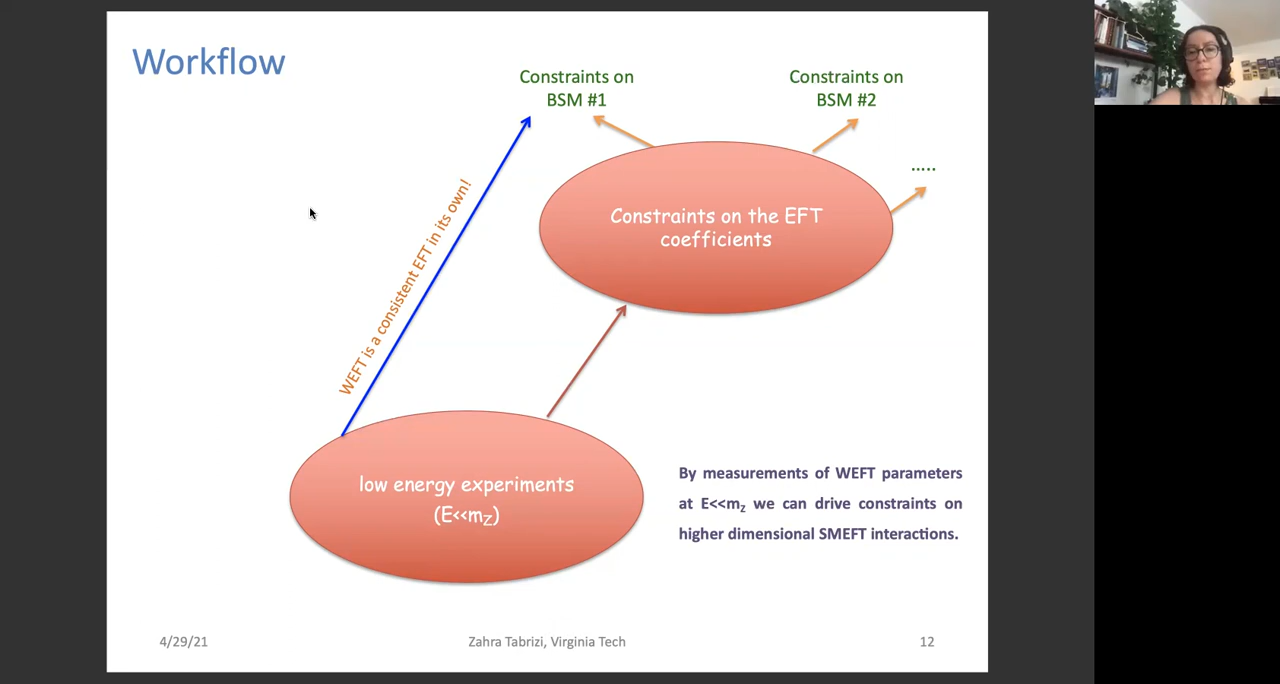 Workflow
Constraints on
BSM #1
Constraints on
BSM #2
.....
WEFT is a consistent EFT in its own!
Constraints on the EFT
coefficients
low energy experiments
(E<<mZ)
By measurements of WEFT parameters
at E<<mz we can drive constraints on
higher dimensional SMEFT interactions.
4/29/21
Zahra Tabrizi, Virginia Tech
12